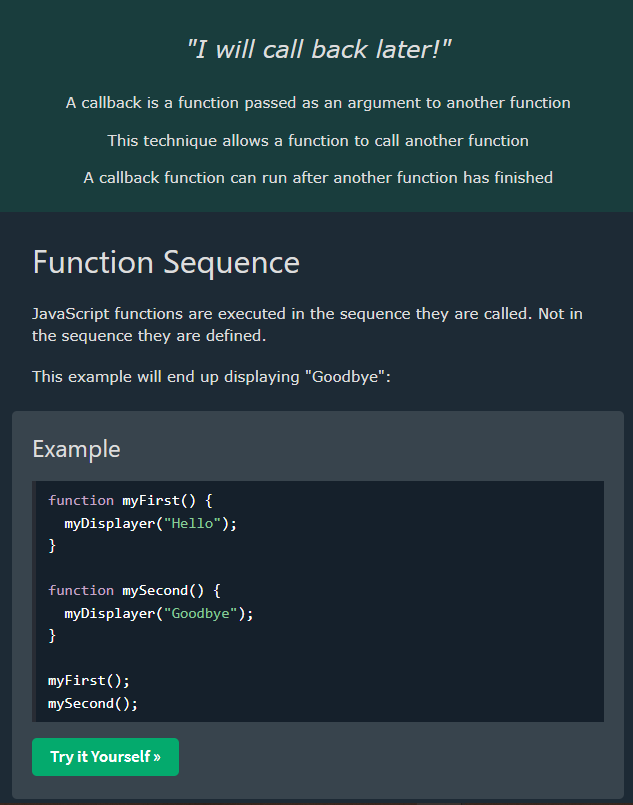 "I will call back later!"
A callback is a function passed as an argument to another function
This technique allows a function to call another function
A callback function can run after another function has finished
Function Sequence
JavaScript functions are executed in the sequence they are called. Not in
the sequence they are defined.
This example will end up displaying "Goodbye":
Example
function myFirst() {
  myDisplayer("Hello");
}
function mySecond() {
  myDisplayer("Goodbye");
}
myFirst();
mySecond();
Try it Yourself »